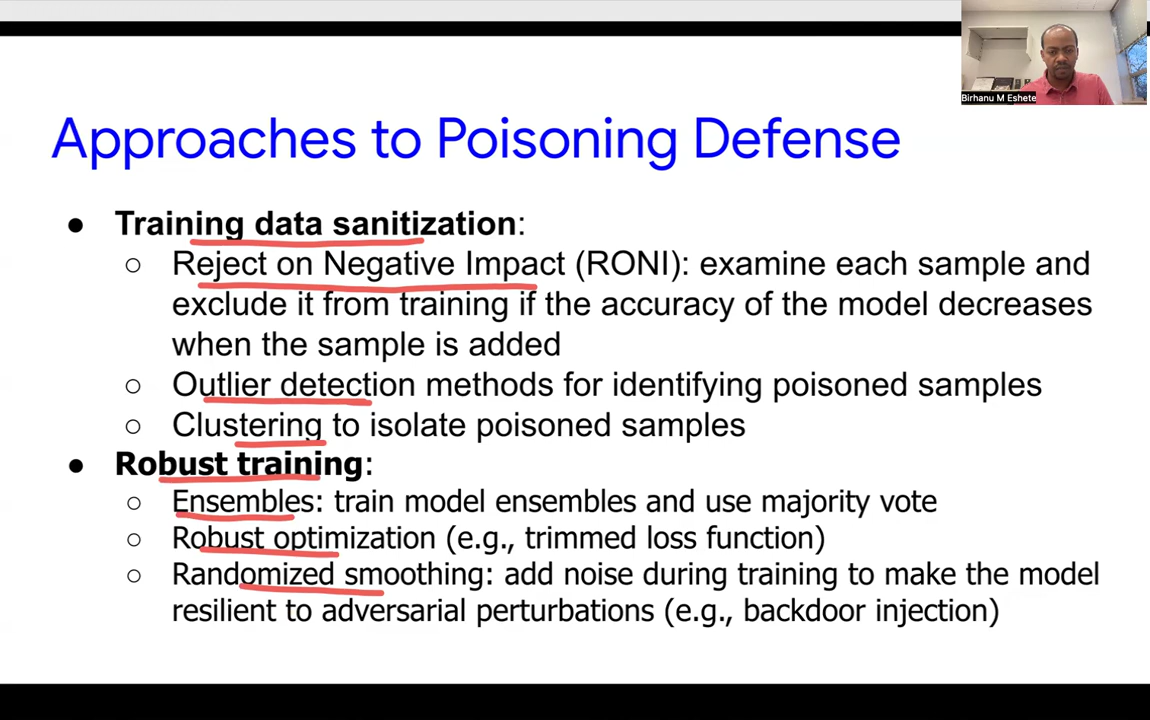 Birhanu M Eshete
Approaches to Poisoning Defense
● Training data sanitization:
○ Reject on Negative Impact (RONI): examine each sample and
exclude it from training if the accuracy of the model decreases
when the sample is added
○ Outlier detection methods for identifying poisoned samples
○ Clustering to isolate poisoned samples
● Robust training:
○ Ensembles: train model ensembles and use majority vote
○ Robust optimization (e.g., trimmed loss function)
○ Randomized smoothing: add noise during training to make the model
resilient to adversarial perturbations (e.g., backdoor injection)